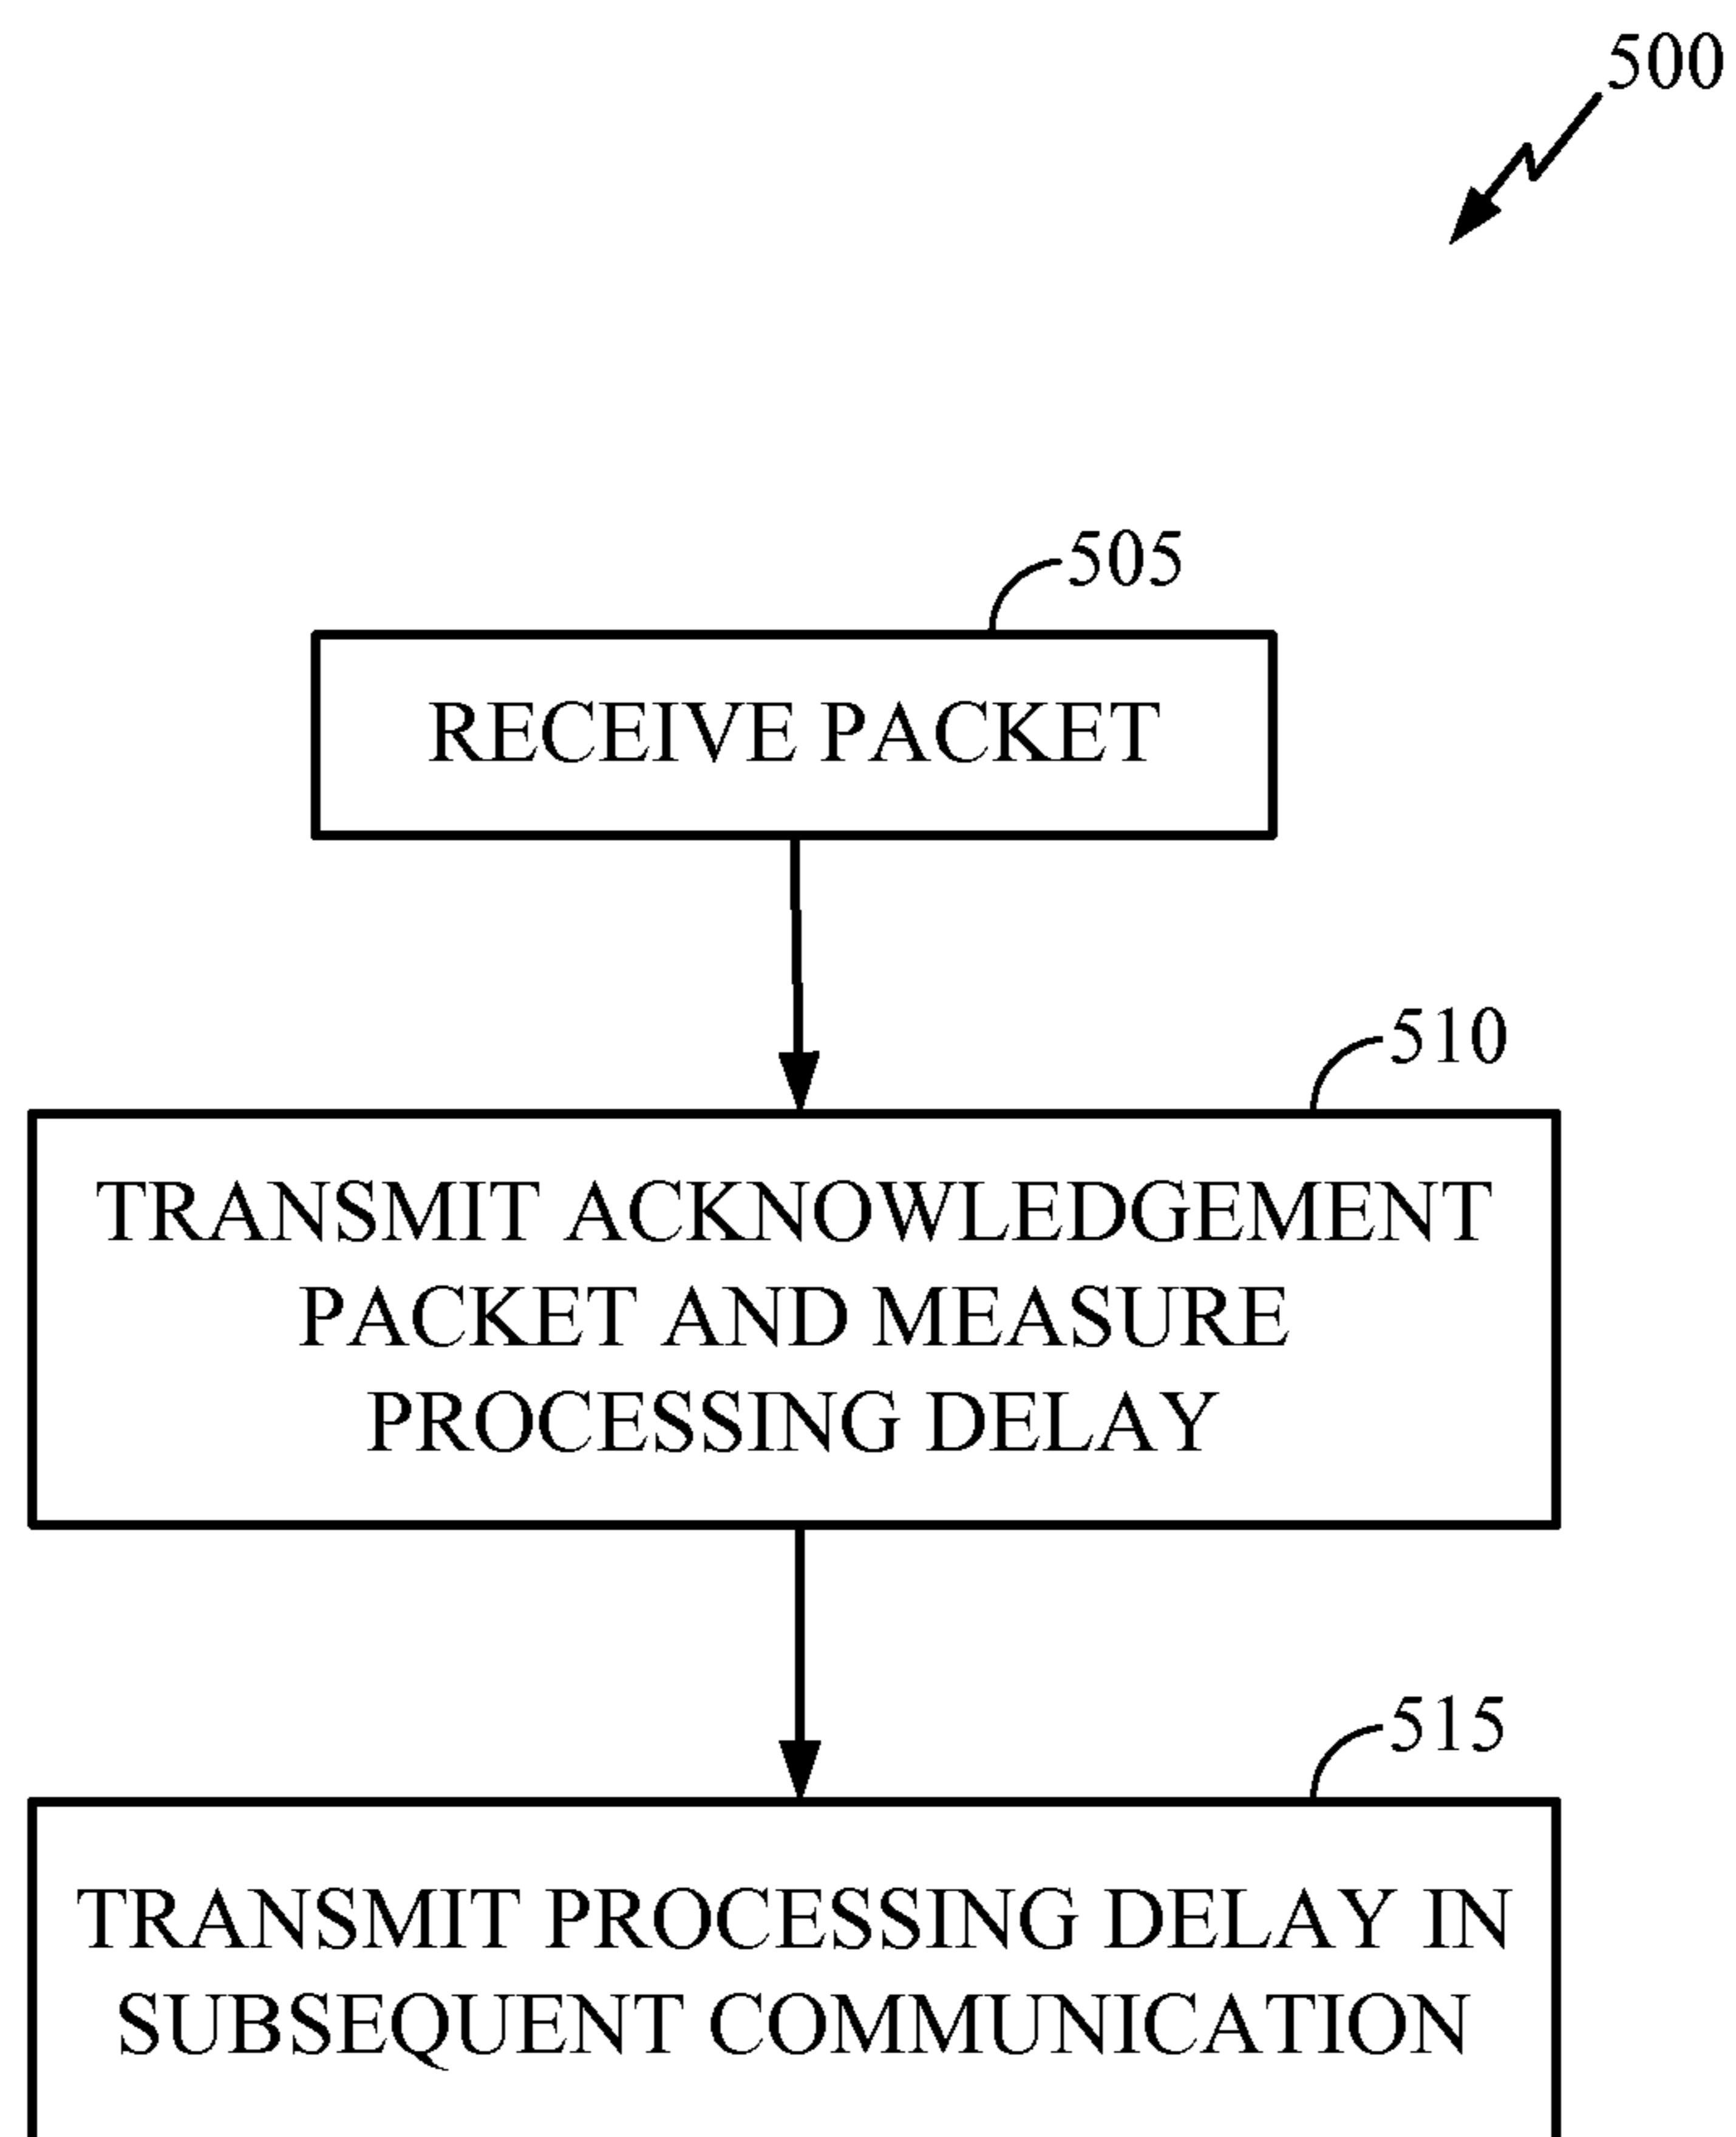 500
505
RECEIVE PACKET
510
TRANSMIT ACKNOWLEDGEMENT
PACKET AND MEASURE
PROCESSING DELAY
515
TRANSMIT PROCESSING DELAY IN
SUBSEQUENT COMMUNICATION